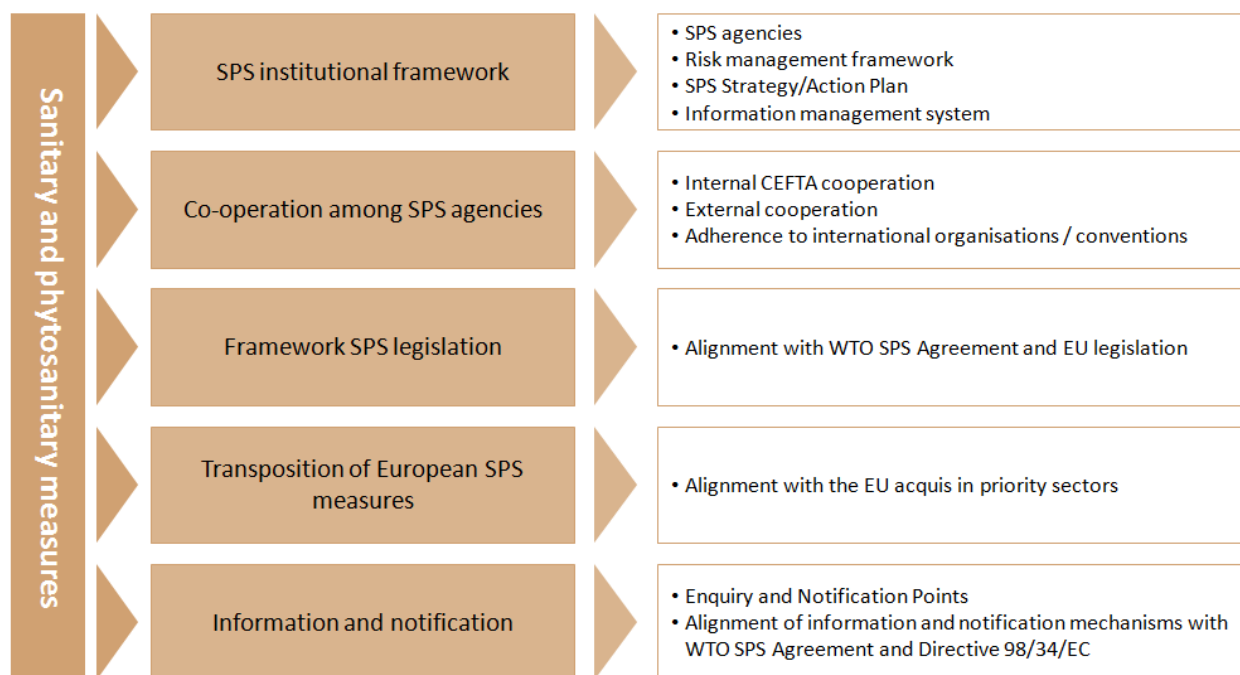 Sanitary and phytosanitary measures
SPS institutional framework
• SPS agencies
• Risk management framework
• SPS Strategy/Action Plan
• Information management system
Co-operation among SPS agencies
• Internal CEFTA cooperation
• External cooperation
• Adherence to international organisations / conventions
Framework SPS legislation
• Alignment with WTO SPS Agreement and EU legislation
Transposition of European SPS
measures
• Alignment with the EU acquis in priority sectors
Information and notification
• Enquiry and Notification Points
• Alignment of information and notification mechanisms with
WTO SPS Agreement and Directive 98/34/EC